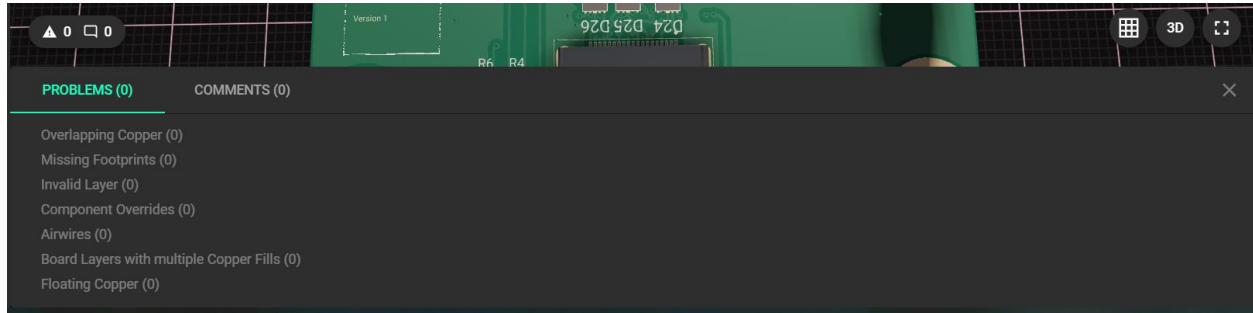 0 0
Version 1
D26 D25 D24
R6 R4
3D
PROBLEMS (0)
COMMENTS (0)
Overlapping Copper (0)
Missing Footprints (0)
Invalid Layer (0)
Component Overrides (0)
Airwires (0)
Board Layers with multiple Copper Fills (0)
Floating Copper (0)